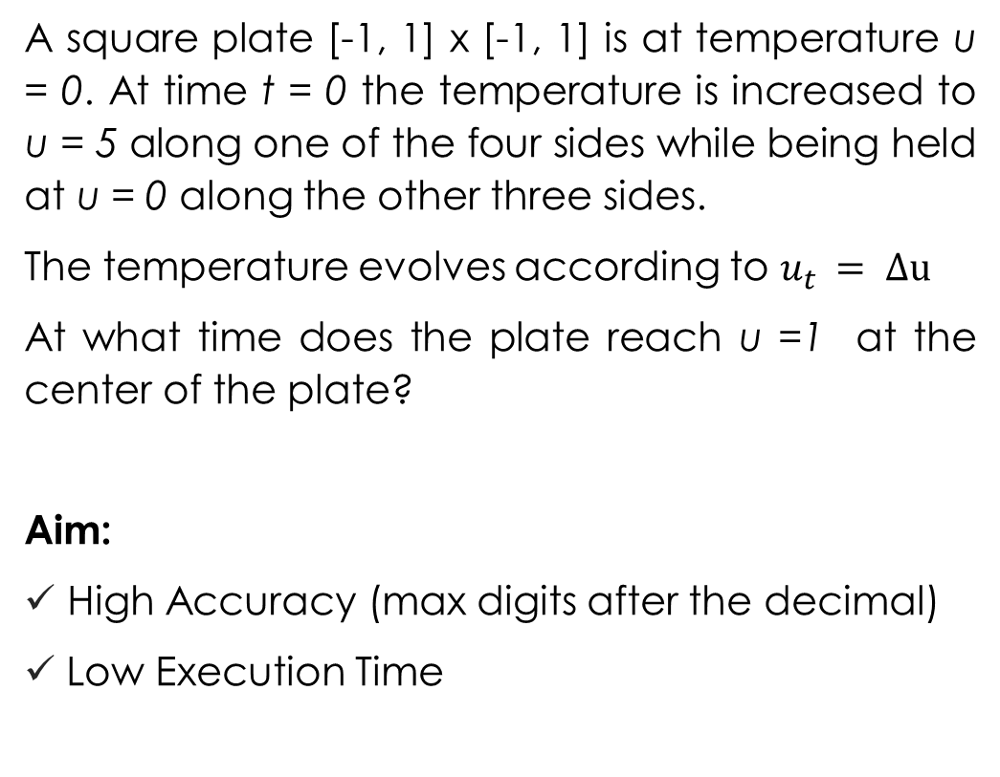 A square plate [-1, 1] x [-1, 1] is at temperature u
= 0. At time t = 0 the temperature is increased to
u = 5 along one of the four sides while being held
at u = 0 along the other three sides.
The temperature evolves according to uₜ = Δu
At what time does the plate reach u =1 at the
center of the plate?
Aim:
✓ High Accuracy (max digits after the decimal)
✓ Low Execution Time